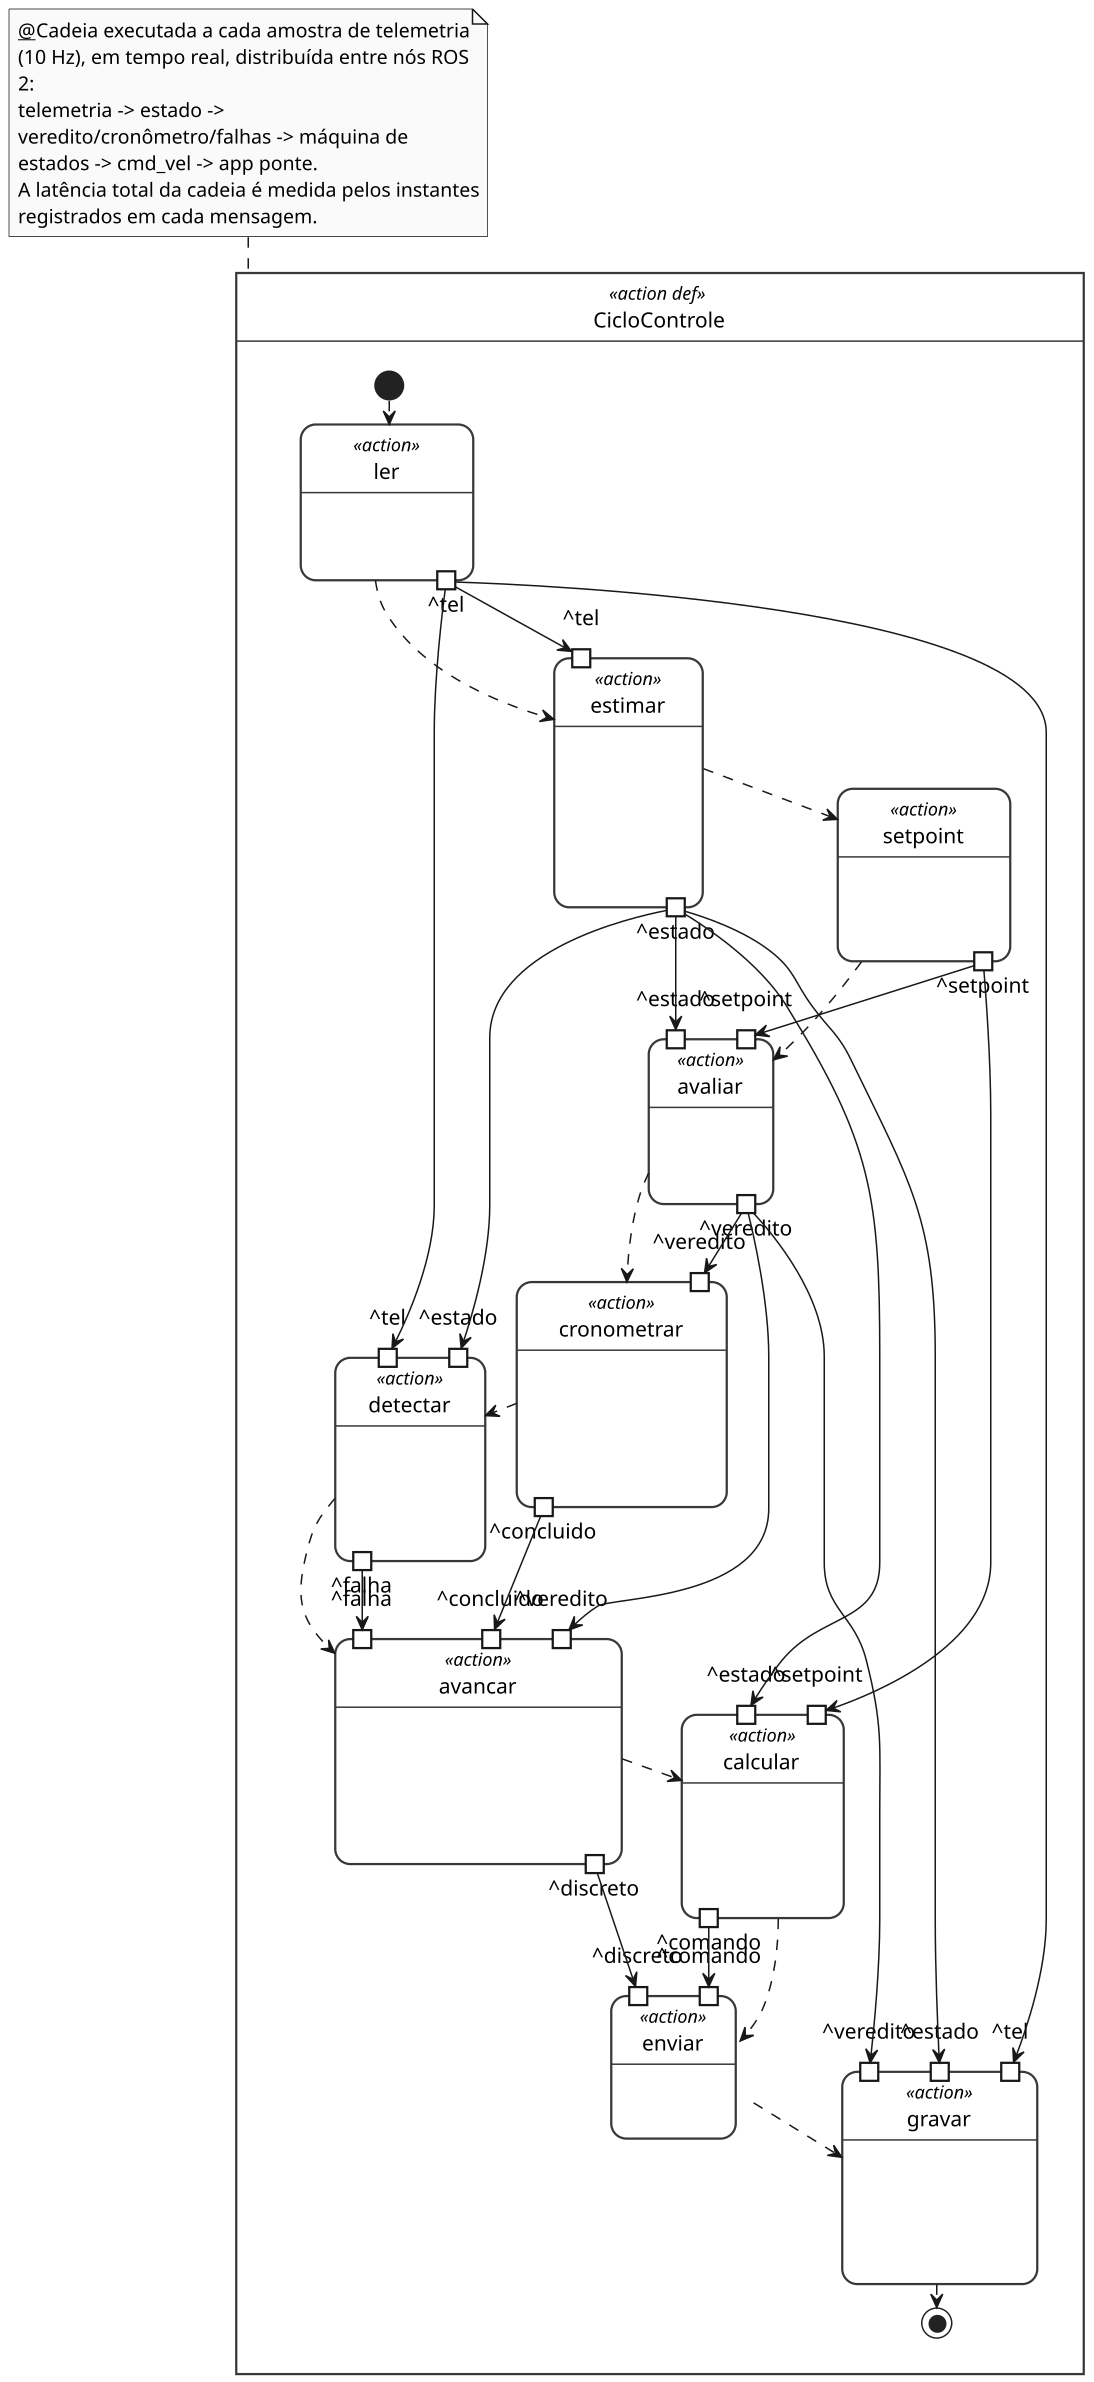 @Cadeia executada a cada amostra de telemetria
(10 Hz), em tempo real, distribuída entre nós ROS
2:
telemetria -> estado ->
veredito/cronômetro/falhas -> máquina de
estados -> cmd_vel -> app ponte.
A latência total da cadeia é medida pelos instantes
registrados em cada mensagem.
«action def»
CicloControle
«action»
ler
^tel
^tel
«action»
estimar
«action»
setpoint
^estado
^setpoint
^estado
^setpoint
«action»
avaliar
^veredito
^veredito
«action»
cronometrar
^tel
^estado
«action»
detectar
^concluido
^falha
^falha
^concluido
^veredito
«action»
avancar
^estado
^setpoint
«action»
calcular
^discreto
^comando
^discreto
^comando
«action»
enviar
^veredito
^estado
^tel
«action»
gravar